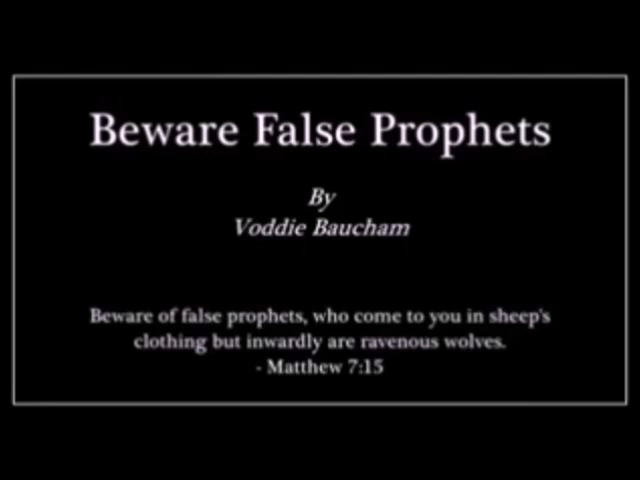 Beware False Prophets
By
Voddie Baucham
Beware of false prophets, who come to you in sheep's
clothing but inwardly are ravenous wolves.
- Matthew 7:15